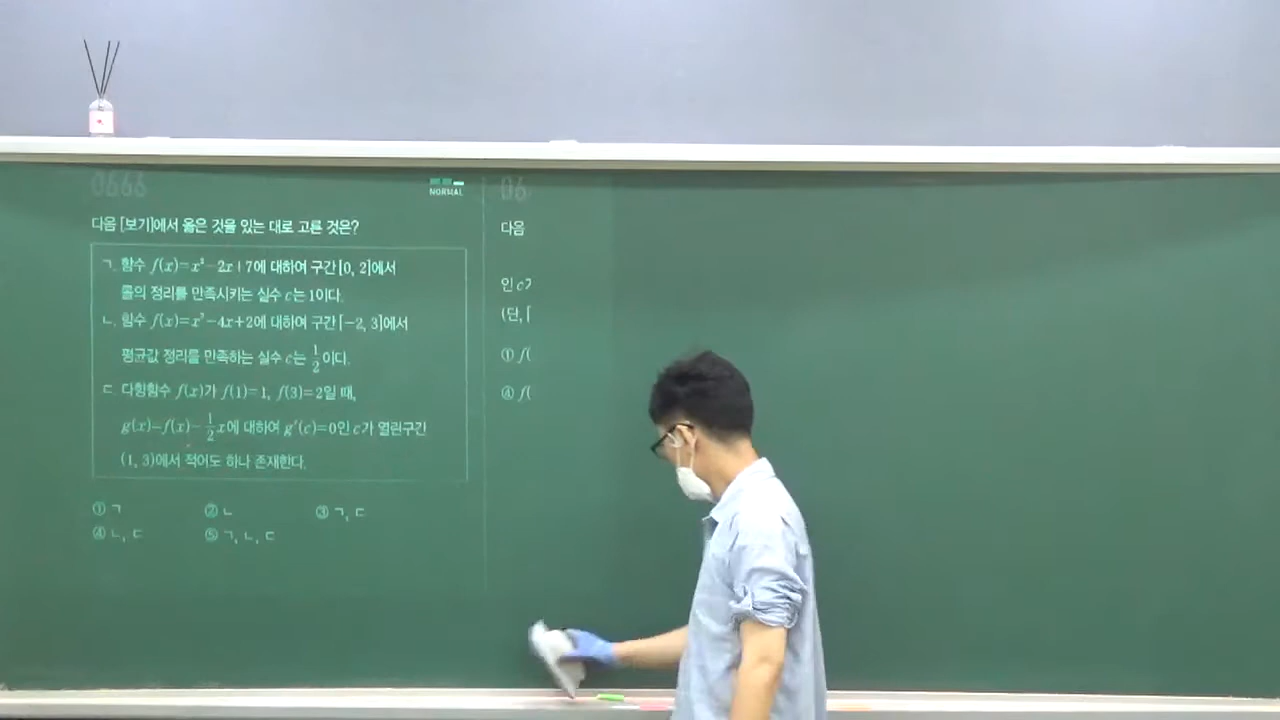 0663
NORMAL
다음 [보기]에서 옳은 것을 있는 대로 고른 것은?
ㄱ. 함수 f(x)=x²-2x+7에 대하여 구간 [0, 2]에서
롤의 정리를 만족시키는 실수 c는 1이다.
ㄴ. 함수 f(x)=x²-4x+2에 대하여 구간 [-2, 3]에서
평균값 정리를 만족하는 실수 c는 1/2이다.
ㄷ. 다항함수 f(x)가 f(1)=1, f(3)=2일 때,
g(x)=f(x)-1/2x에 대하여 g'(c)=0인 c가 열린구간
(1, 3)에서 적어도 하나 존재한다.
① ㄱ ② ㄴ ③ ㄱ, ㄷ
④ ㄴ, ㄷ ⑤ ㄱ, ㄴ, ㄷ
06
다음
인 c가
(단, [
① f(
④ f(